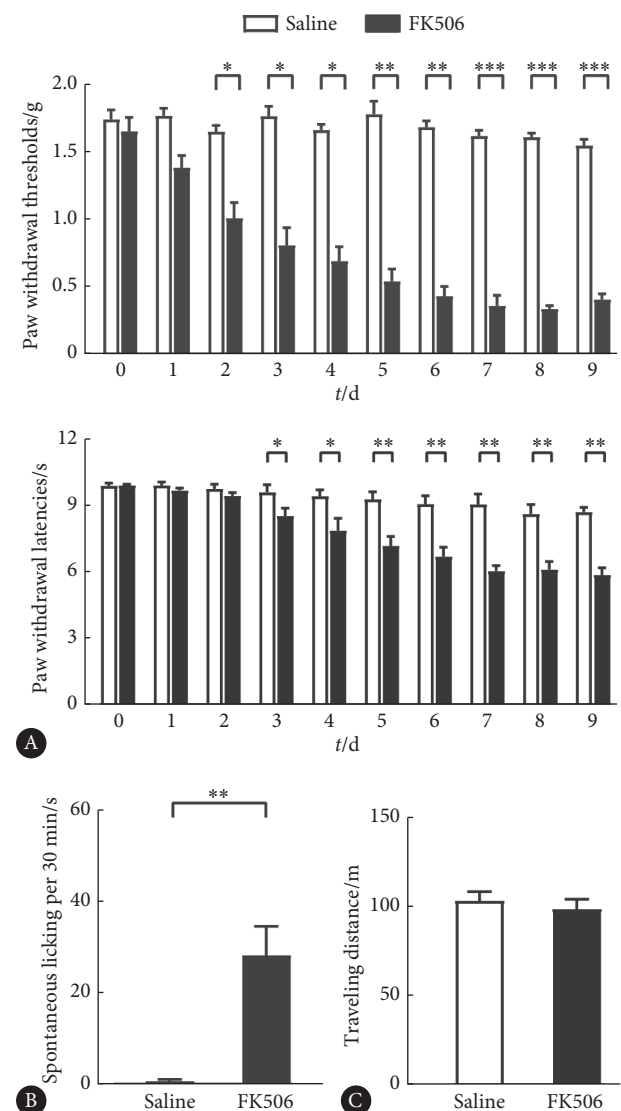 Saline FK506
* * * ** ** *** *** ***
2.0
1.5
1.0
0.5
0
Paw withdrawal thresholds/g
0 1 2 3 4 5 6 7 8 9
t/d
* * ** ** ** ** **
12
9
6
3
0
Paw withdrawal latencies/s
0 1 2 3 4 5 6 7 8 9
A t/d
**
60
40
20
0
Spontaneous licking per 30 min/s
B Saline FK506
150
100
50
0
Traveling distance/m
C Saline FK506